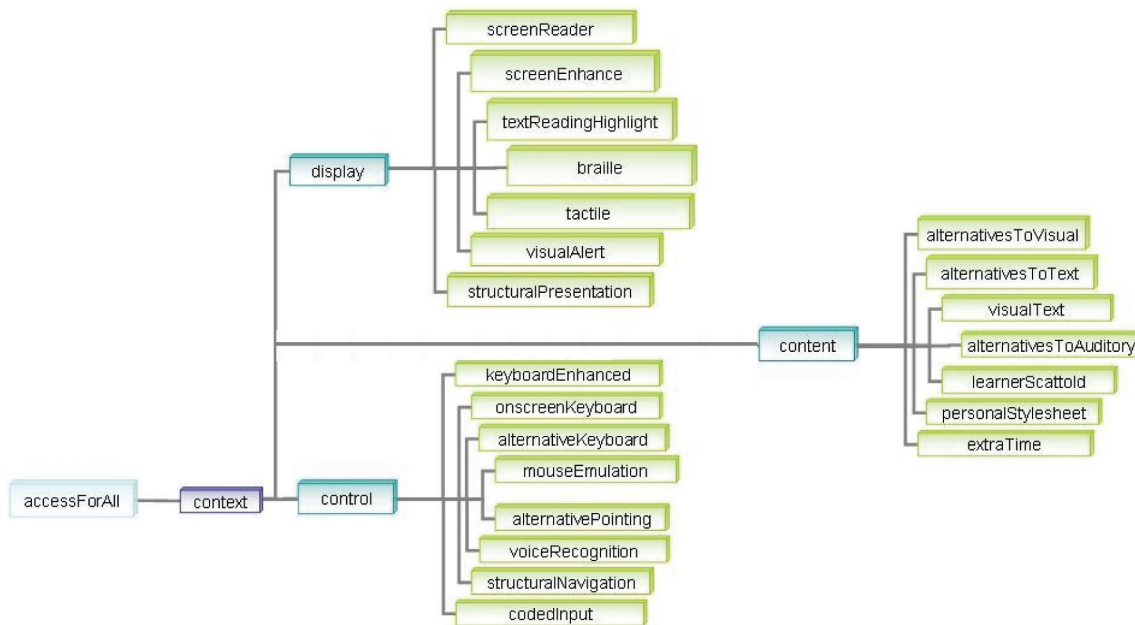 screenReader
screenEnhance
textReadingHighlight
display
braille
tactile
visualAlert
structuralPresentation
alternativesToVisual
alternativesToText
visualText
content
alternativesToAuditory
learnerScattold
personalStylesheet
extraTime
keyboardEnhanced
onscreenKeyboard
alternativeKeyboard
mouseEmulation
accessForAll
context
control
alternativePointing
voiceRecognition
structuralNavigation
codedInput